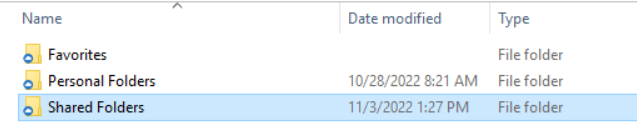 Name Date modified Type
Favorites File folder
Personal Folders 10/28/2022 8:21 AM File folder
Shared Folders 11/3/2022 1:27 PM File folder